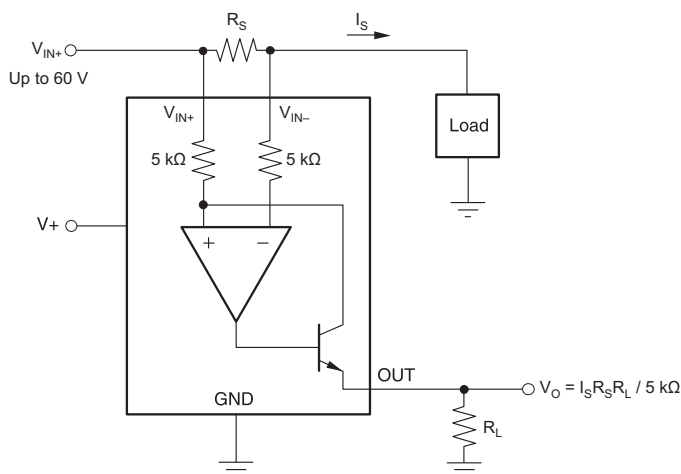 R_S
I_S
V_IN+
Up to 60 V
V_IN+
V_IN–
Load
5 kΩ
5 kΩ
V+
+
–
OUT
GND
V_O = I_S R_S R_L / 5 kΩ
R_L